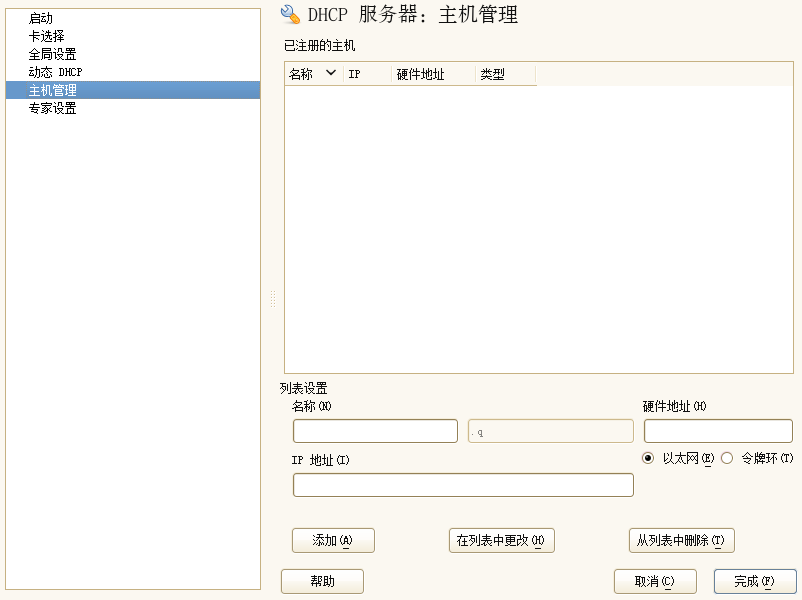 启动
卡选择
全局设置
动态 DHCP
主机管理
专家设置
DHCP 服务器：主机管理
已注册的主机
名称 IP 硬件地址 类型
列表设置
名称(N) 硬件地址(H)
.q
IP 地址(I) 以太网(E) 令牌环(T)
添加(A) 在列表中更改(H) 从列表中删除(T)
帮助 取消(C) 完成(F)